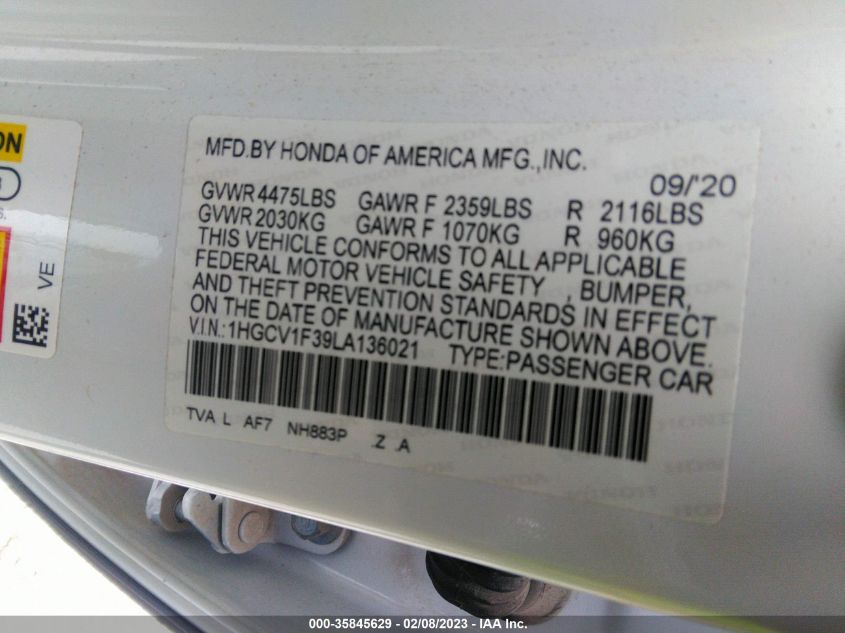 ON
S.
VE
MFD.BY HONDA OF AMERICA MFG.,INC.
09/'20
GVWR 4475LBS GAWR F 2359LBS R 2116LBS
GVWR 2030KG GAWR F 1070KG R 960KG
THIS VEHICLE CONFORMS TO ALL APPLICABLE
FEDERAL MOTOR VEHICLE SAFETY , BUMPER,
AND THEFT PREVENTION STANDARDS IN EFFECT
ON THE DATE OF MANUFACTURE SHOWN ABOVE.
V.I.N.:1HGCV1F39LA136021 TYPE:PASSENGER CAR
TVA L AF7 NH883P .Z .A
000-35845629 - 02/08/2023 - IAA Inc.